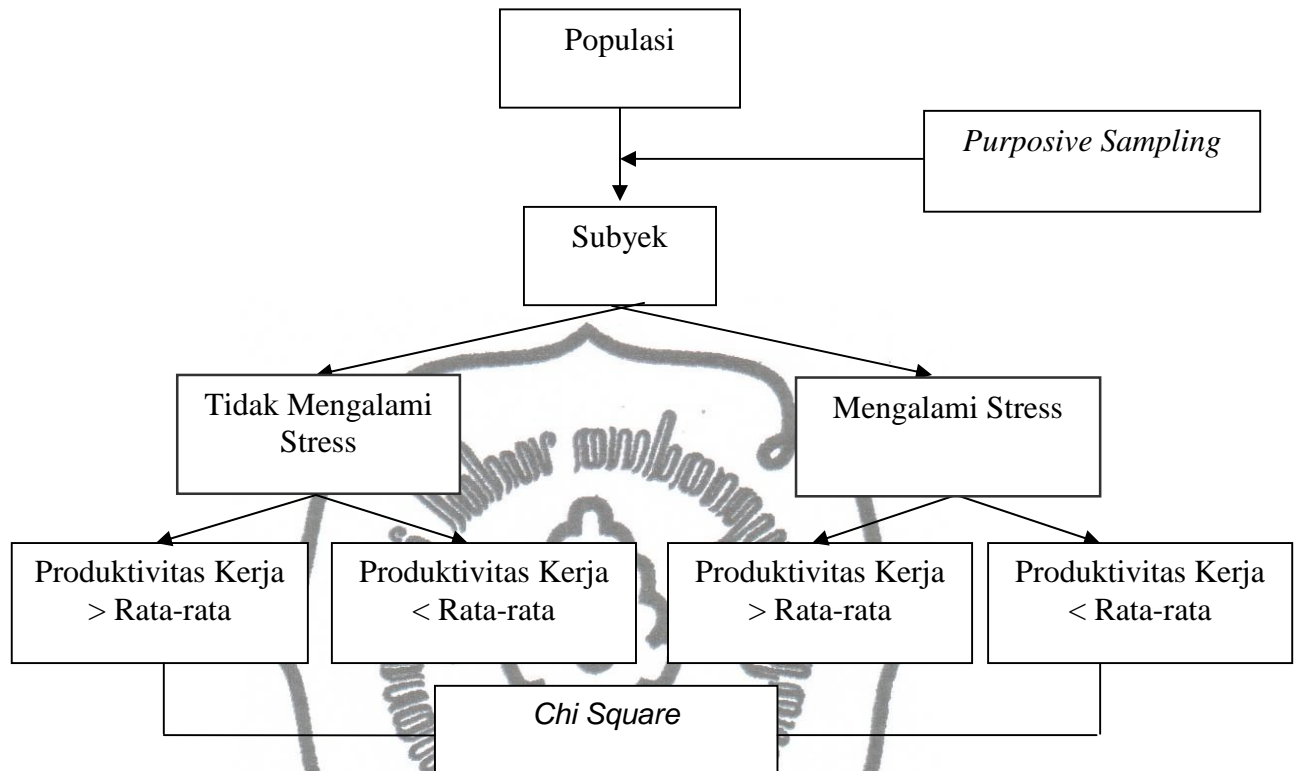 Populasi
Purposive Sampling
Subyek
Tidak Mengalami
Stress
Mengalami Stress
Produktivitas Kerja
> Rata-rata
Produktivitas Kerja
< Rata-rata
Produktivitas Kerja
> Rata-rata
Produktivitas Kerja
< Rata-rata
Chi Square